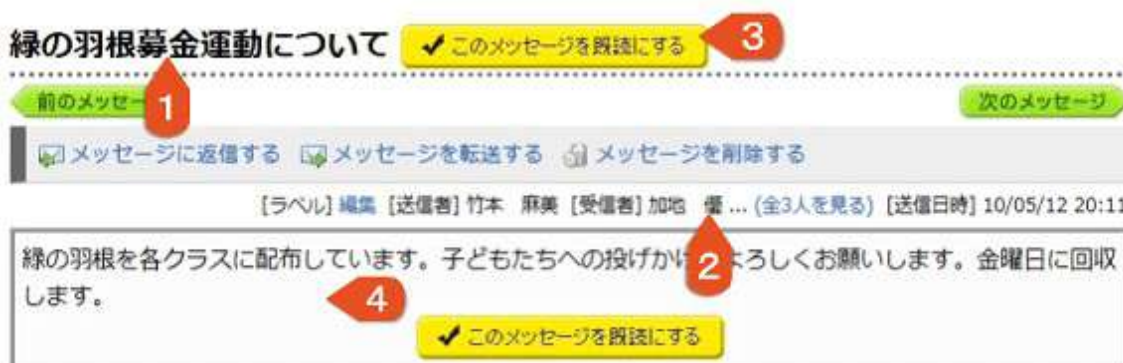 緑の羽根募金運動について ✔このメッセージを既読にする 3
前のメッセー 1 次のメッセージ
メッセージに返信する メッセージを転送する メッセージを削除する
[ラベル] 編集 [送信者] 竹本 麻美 [受信者] 加地 優 ... (全3人を見る) [送信日時] 10/05/12 20:11
緑の羽根を各クラスに配布しています。子どもたちへの投げか 2 よろしくお願いします。金曜日に回収
します。 4
✔このメッセージを既読にする